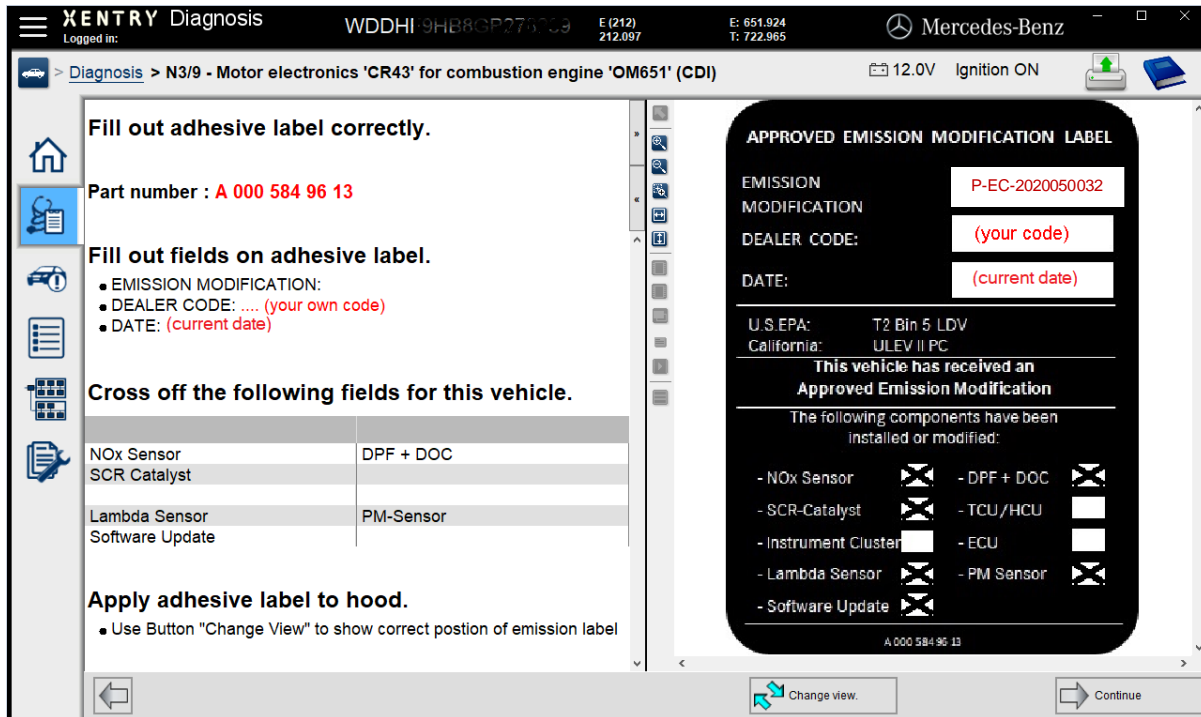 XENTRY Diagnosis
Logged in:
WDDHF9HB8GP276259
E (212)
212.097
E: 651.924
T: 722.965
Mercedes-Benz
> Diagnosis > N3/9 - Motor electronics 'CR43' for combustion engine 'OM651' (CDI)
12.0V Ignition ON
Fill out adhesive label correctly.
Part number : A 000 584 96 13
Fill out fields on adhesive label.
• EMISSION MODIFICATION:
• DEALER CODE: .... (your own code)
• DATE: (current date)
Cross off the following fields for this vehicle.
NOx Sensor DPF + DOC
SCR Catalyst
Lambda Sensor PM-Sensor
Software Update
Apply adhesive label to hood.
• Use Button "Change View" to show correct postion of emission label
APPROVED EMISSION MODIFICATION LABEL
EMISSION
MODIFICATION
P-EC-2020050032
DEALER CODE: (your code)
DATE: (current date)
U.S.EPA: T2 Bin 5 LDV
California: ULEV II PC
This vehicle has received an
Approved Emission Modification
The following components have been
installed or modified:
- NOx Sensor - DPF + DOC
- SCR-Catalyst - TCU/HCU
- Instrument Cluster - ECU
- Lambda Sensor - PM Sensor
- Software Update
A 000 584 96 13
Change view.
Continue